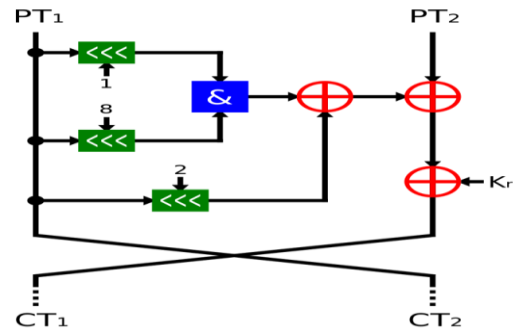 PT₁ PT₂
<<<
1
&
8
<<<
2
<<<
Kᵣ
CT₁ CT₂